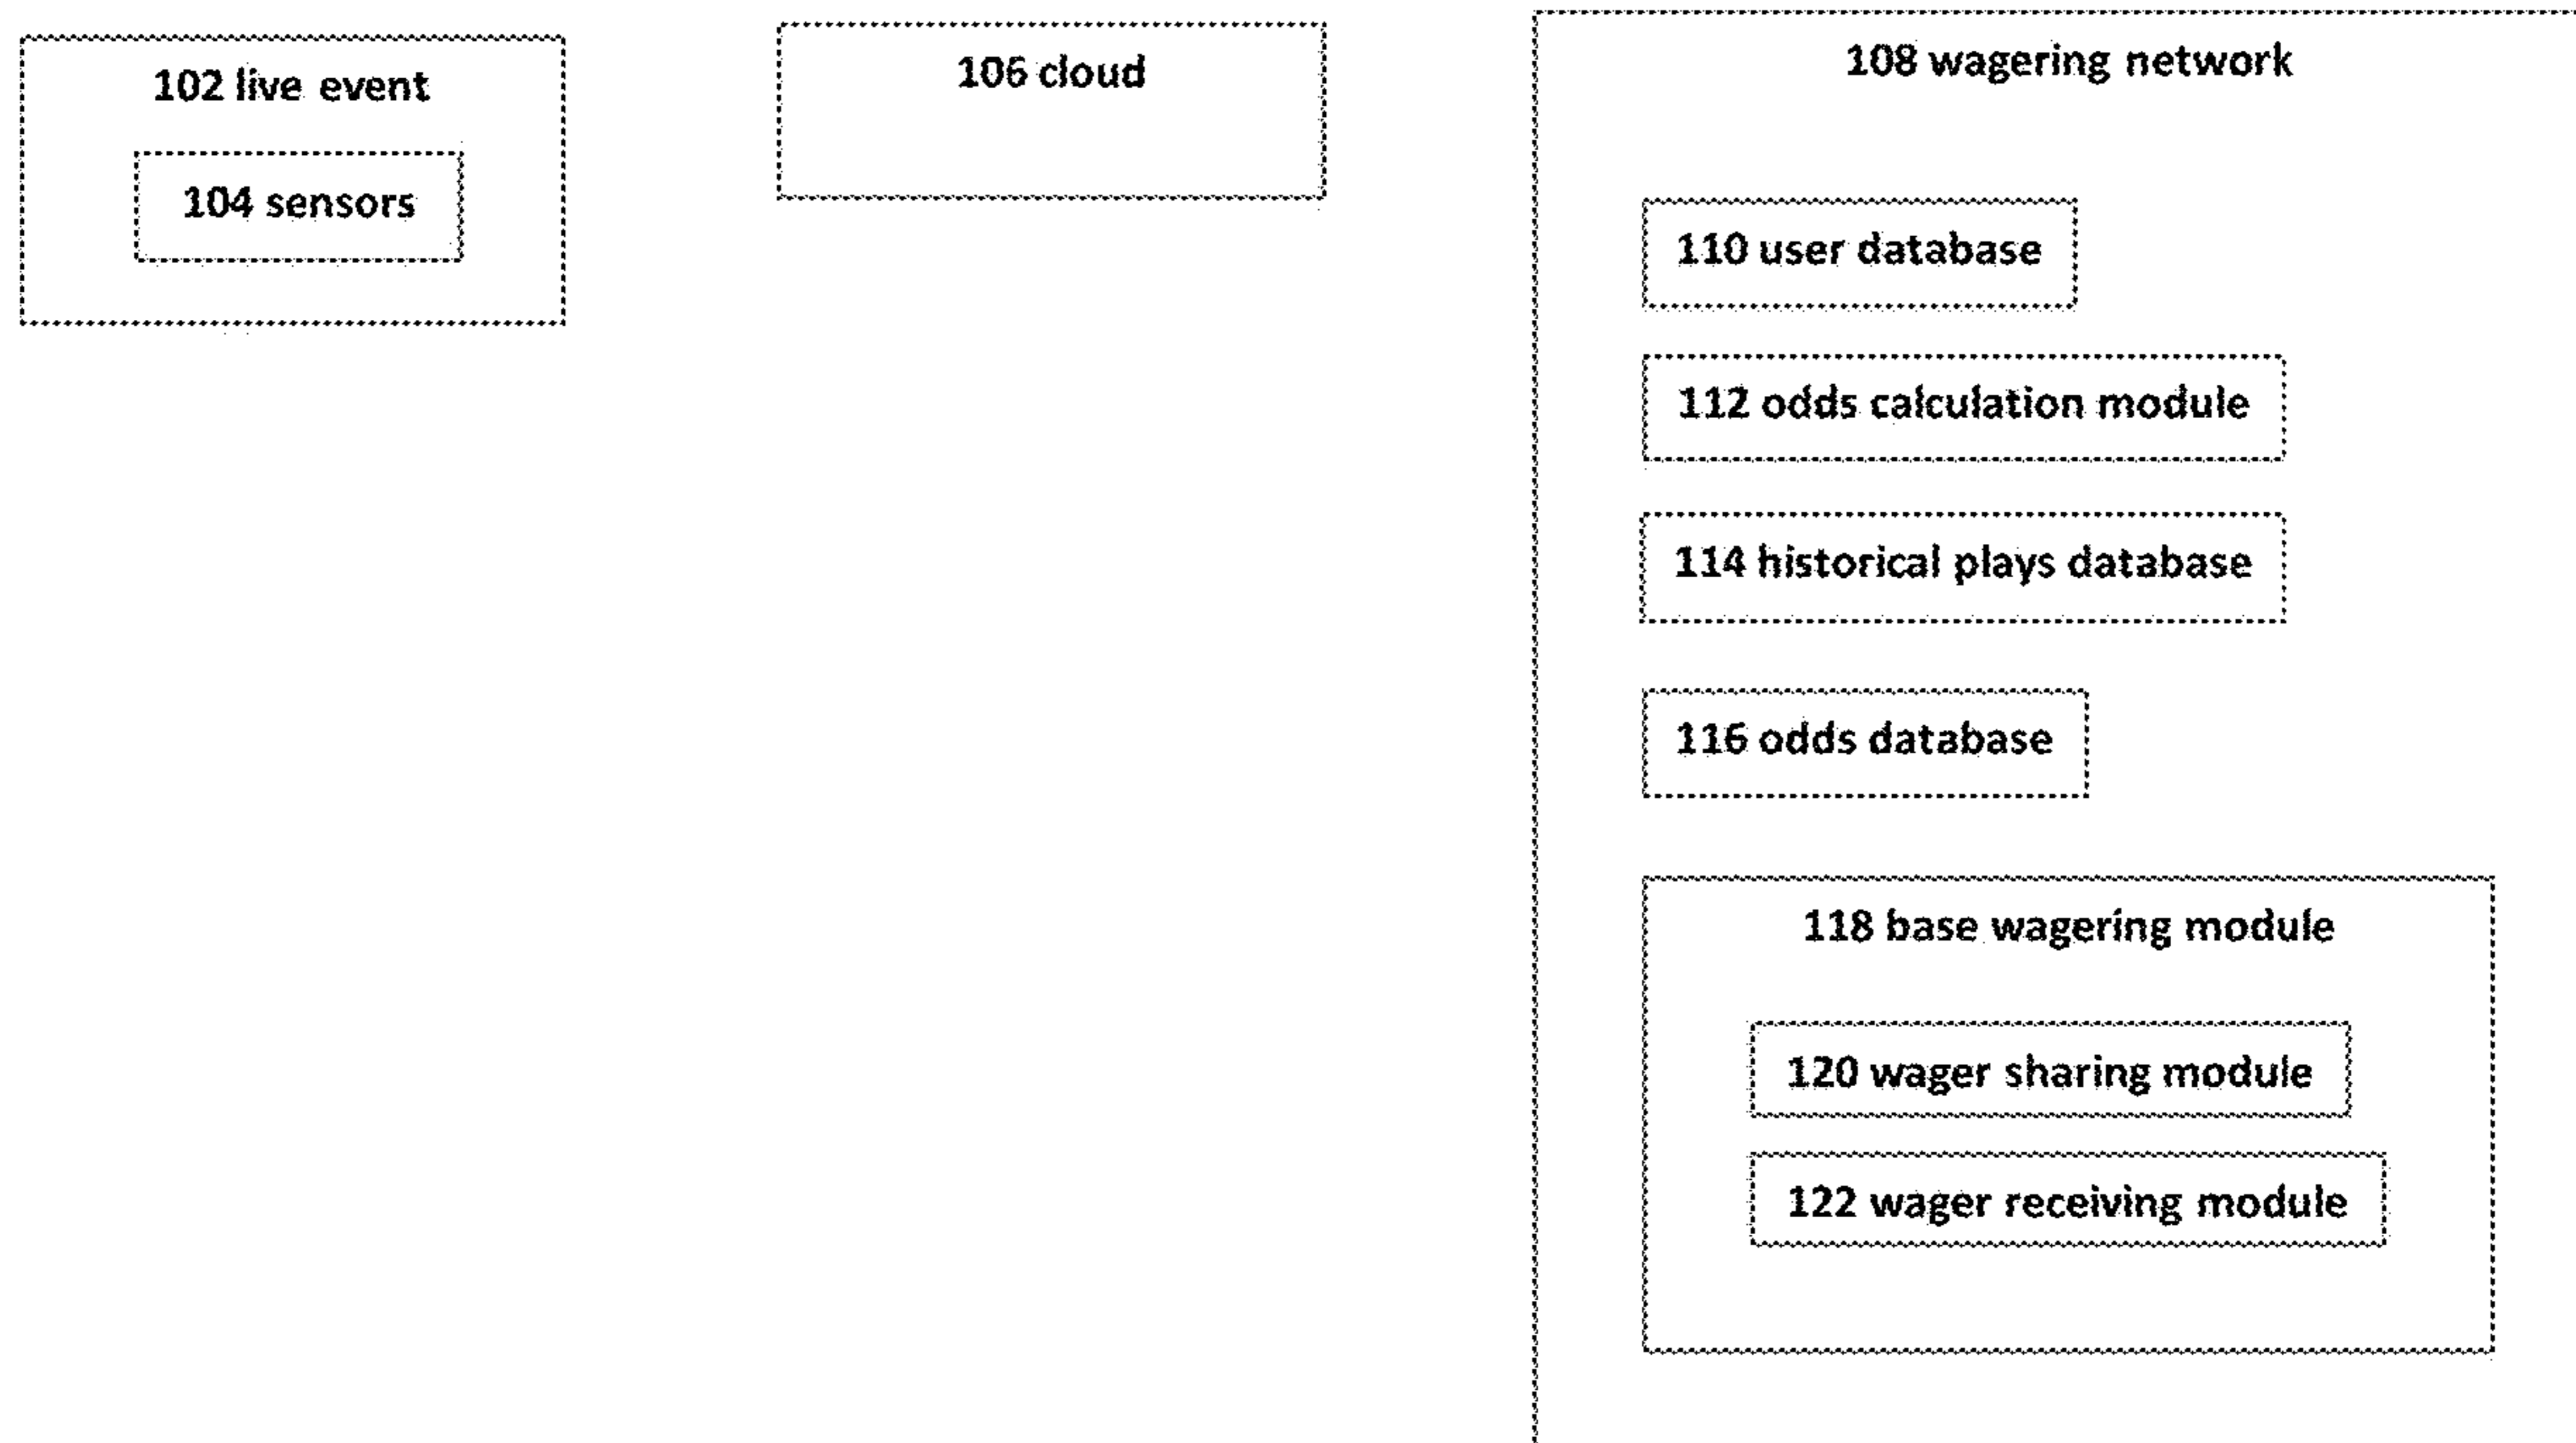 102 live event
104 sensors
106 cloud
108 wagering network
110 user database
112 odds calculation module
114 historical plays database
116 odds database
118 base wagering module
120 wager sharing module
122 wager receiving module